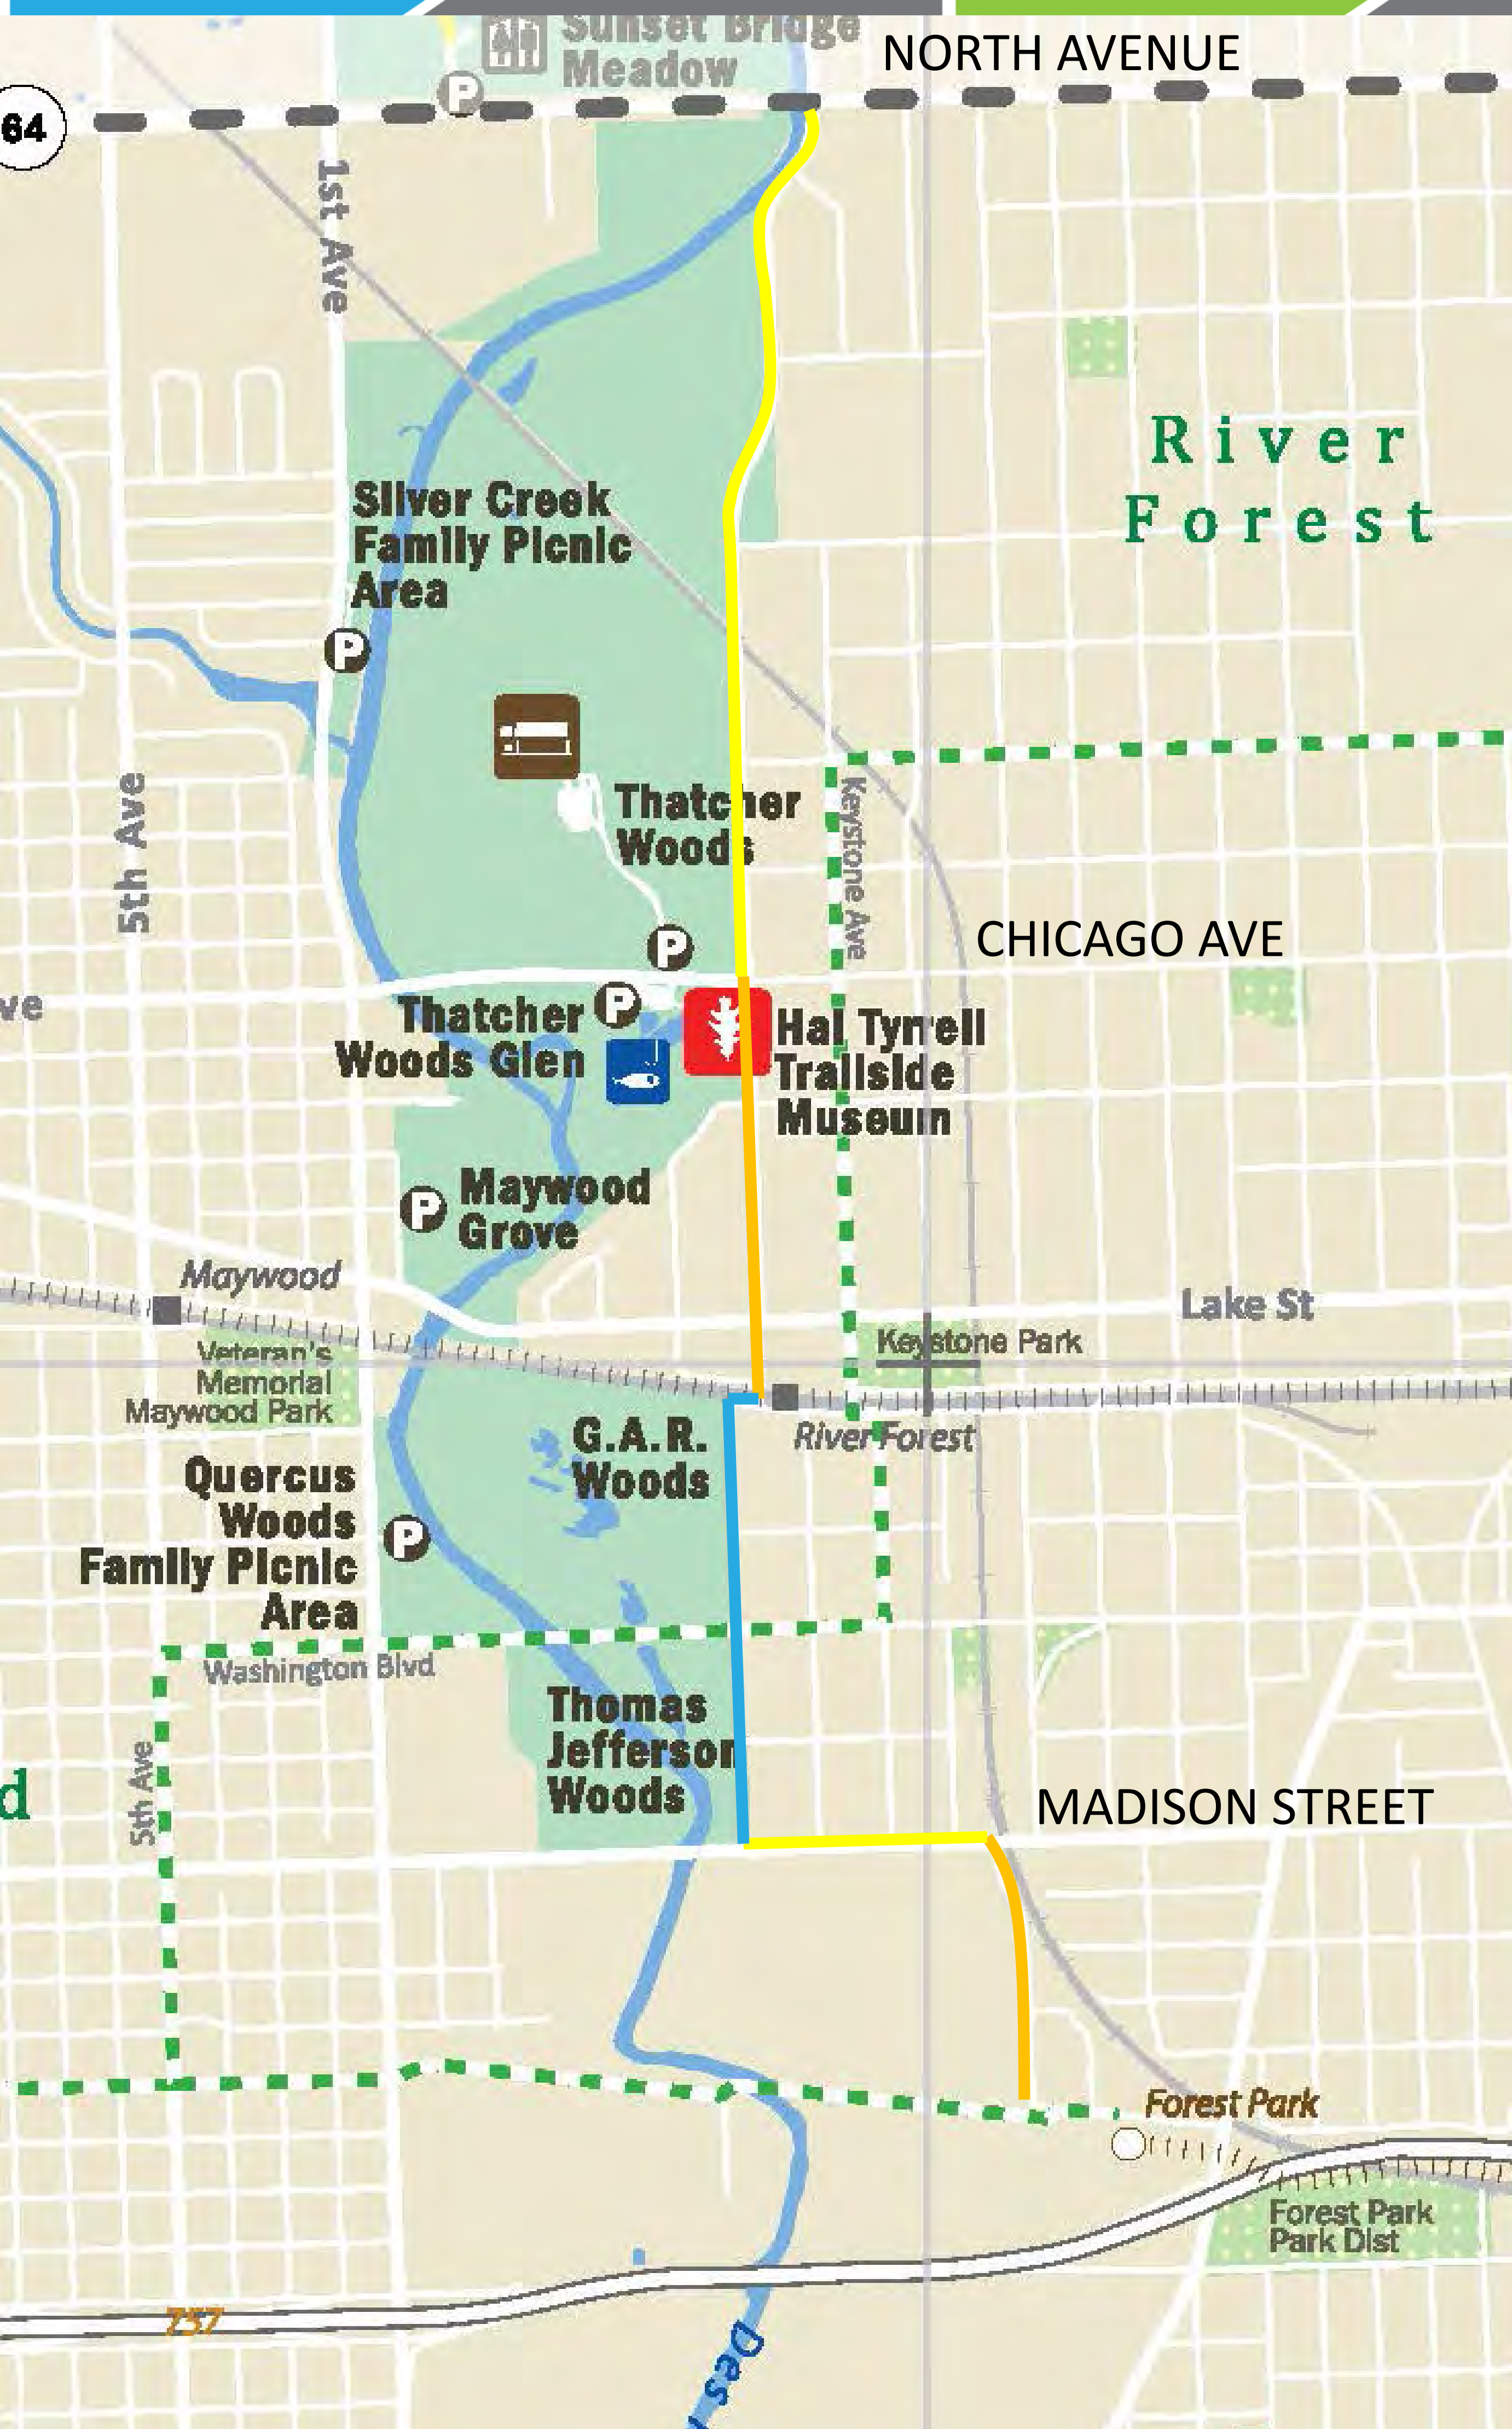 Sunset Bridge
Meadow
NORTH AVENUE
P
64
1st Ave
River
Forest
Silver Creek
Family Picnic
Area
P
Thatcher
Woods
Keystone Ave
5th Ave
P
CHICAGO AVE
ve
Thatcher
Woods Glen
P
Hal Tyrrell
Trailside
Museum
P
Maywood
Grove
Maywood
Lake St
Keystone Park
Veteran's
Memorial
Maywood Park
G.A.R.
Woods
River Forest
Quercus
Woods
Family Picnic
Area
P
Washington Blvd
Thomas
Jefferson
Woods
5th Ave
d
MADISON STREET
Forest Park
Forest Park
Park Dist
757
Des